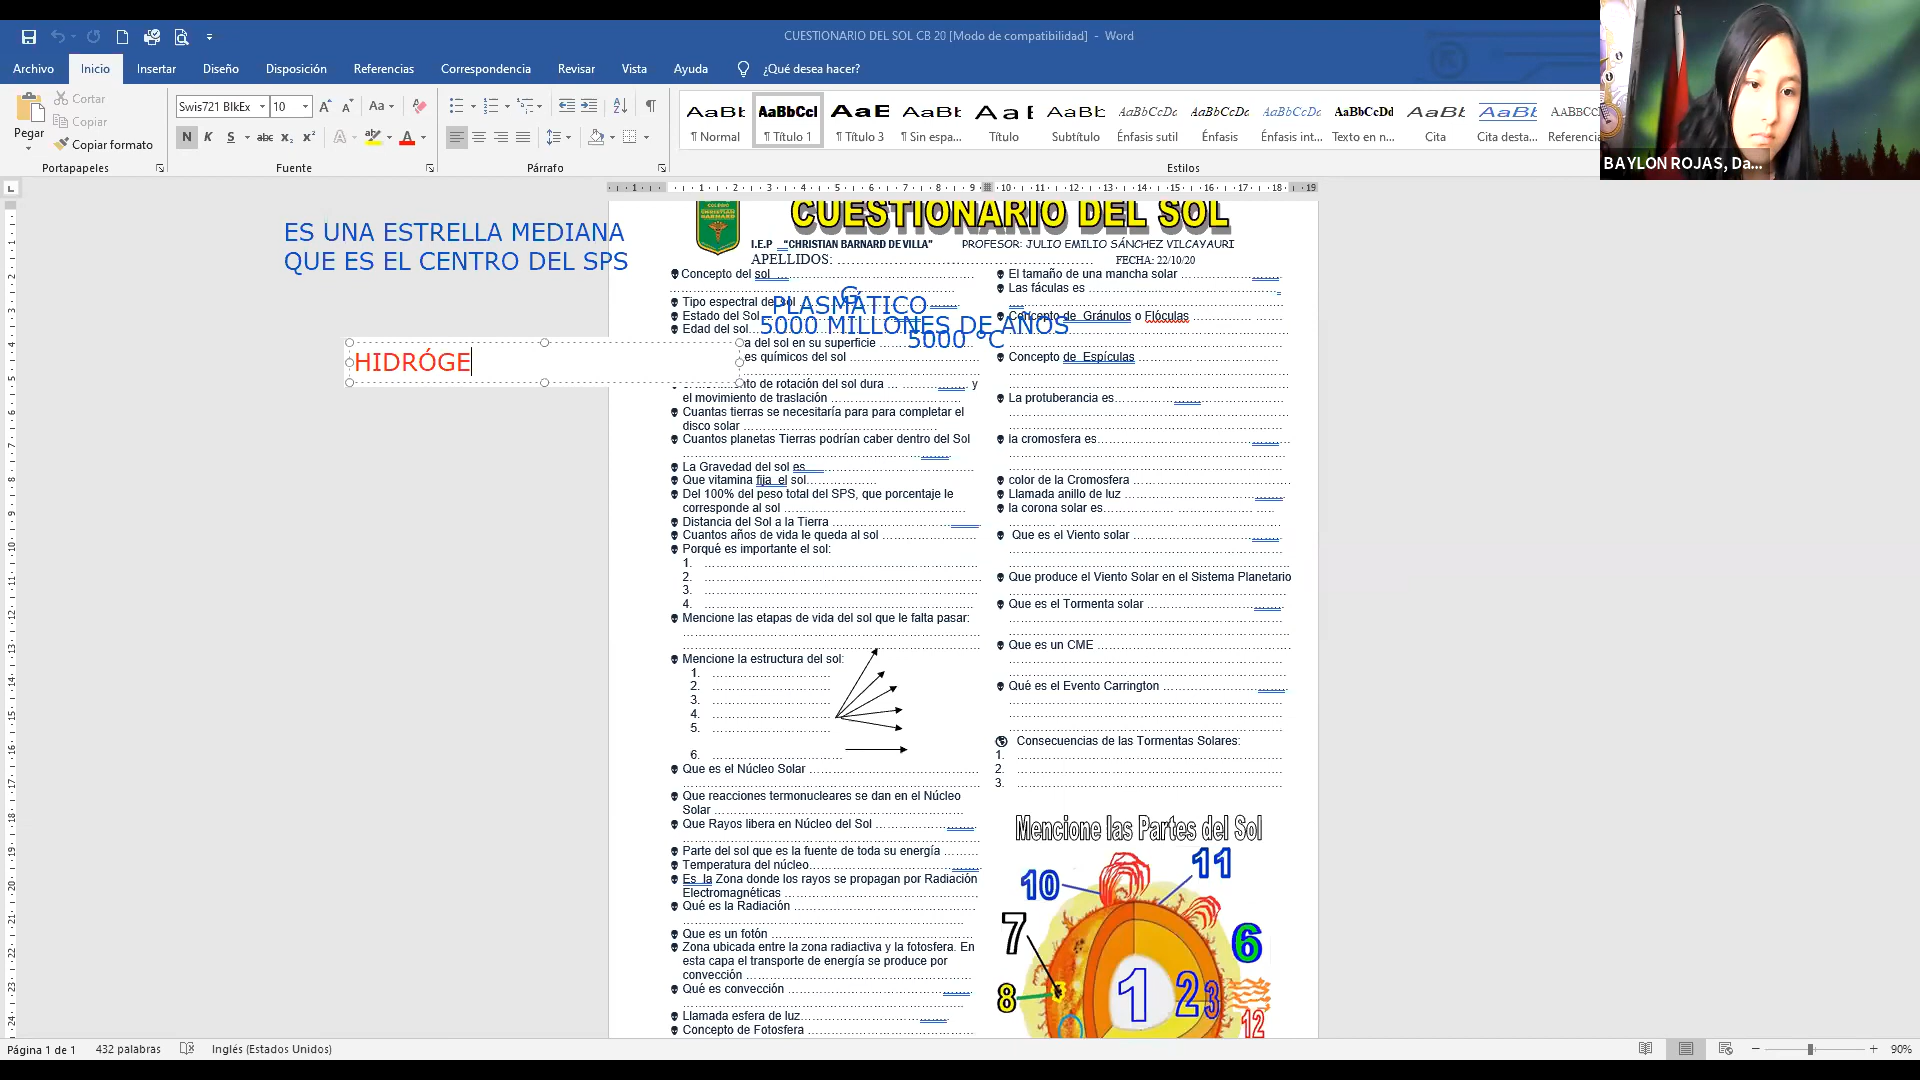 CUESTIONARIO DEL SOL CB 20 [Modo de compatibilidad] - Word
Archivo Inicio Insertar Diseño Disposición Referencias Correspondencia Revisar Vista Ayuda ¿Qué desea hacer?
Pegar
Cortar
Copiar
Copiar formato
Portapapeles
Swis721 BlkEx 10
Fuente
Párrafo
¶ Normal ¶ Título 1 ¶ Título 3 ¶ Sin espa... Título Subtítulo Énfasis sutil Énfasis Énfasis int... Texto en n... Cita Cita desta... Referencia
Estilos
BAYLON ROJAS, Da...
ES UNA ESTRELLA MEDIANA
QUE ES EL CENTRO DEL SPS
HIDRÓGE
CUESTIONARIO DEL SOL
I.E.P "CHRISTIAN BARNARD DE VILLA" PROFESOR: JULIO EMILIO SÁNCHEZ VILCAYAURI
APELLIDOS: FECHA: 22/10/20
Concepto del sol
Tipo espectral del sol
G
Estado del Sol
PLASMÁTICO
Edad del sol
5000 MILLONES DE AÑOS
a del sol en su superficie
5000 °C
es químicos del sol
to de rotación del sol dura ... y
el movimiento de traslación
Cuantas tierras se necesitaría para para completar el
disco solar
Cuantos planetas Tierras podrían caber dentro del Sol
La Gravedad del sol es
Que vitamina fija el sol
Del 100% del peso total del SPS, que porcentaje le
corresponde al sol
Distancia del Sol a la Tierra
Cuantos años de vida le queda al sol
Porqué es importante el sol:
1.
2.
3.
4.
Mencione las etapas de vida del sol que le falta pasar:
Mencione la estructura del sol:
1.
2.
3.
4.
5.
6.
Que es el Núcleo Solar
Que reacciones termonucleares se dan en el Núcleo
Solar
Que Rayos libera en Núcleo del Sol
Parte del sol que es la fuente de toda su energía
Temperatura del núcleo
Es la Zona donde los rayos se propagan por Radiación
Electromagnéticas
Qué es la Radiación
Que es un fotón
Zona ubicada entre la zona radiactiva y la fotosfera. En
esta capa el transporte de energía se produce por
convección
Qué es convección
Llamada esfera de luz
Concepto de Fotosfera
El tamaño de una mancha solar
Las fáculas es
Concepto de Gránulos o Flóculas
Concepto de Espículas
La protuberancia es
la cromosfera es
color de la Cromosfera
Llamada anillo de luz
la corona solar es
Que es el Viento solar
Que produce el Viento Solar en el Sistema Planetario
Que es el Tormenta solar
Que es un CME
Qué es el Evento Carrington
Consecuencias de las Tormentas Solares:
1.
2.
3.
Mencione las Partes del Sol
10 11
7 6
8 1 2 3
12
Página 1 de 1 432 palabras Inglés (Estados Unidos) 90%